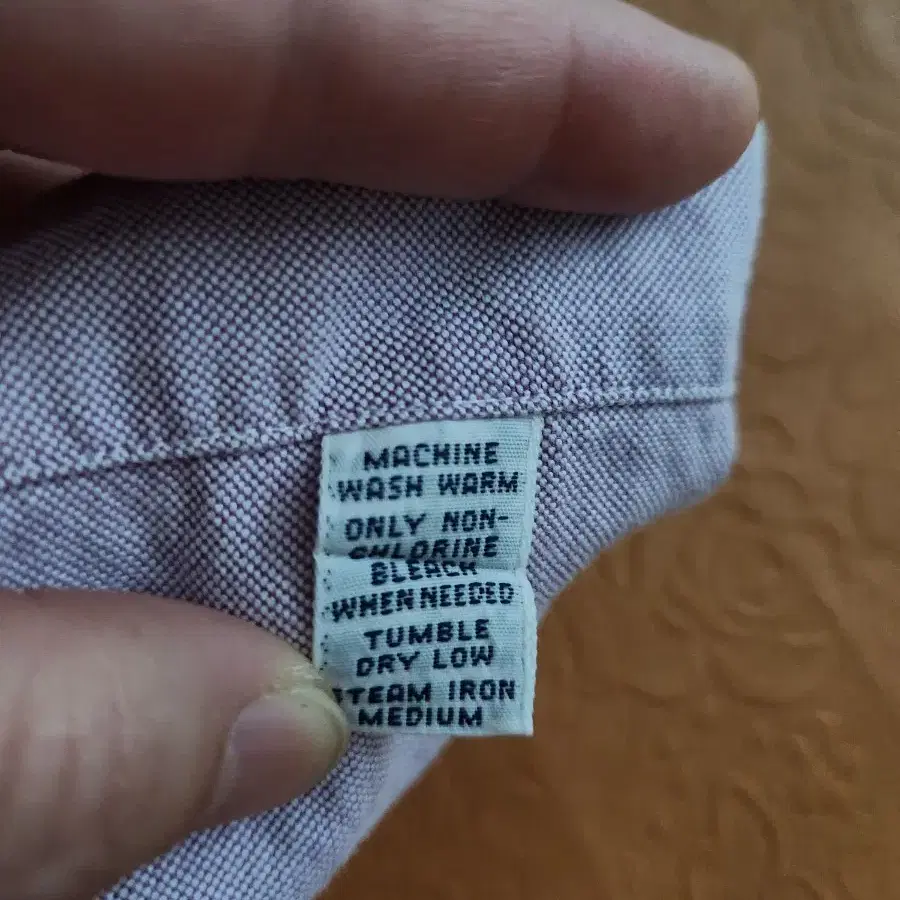 MACHINE
WASH WARM
ONLY NON-
CHLORINE
BLEACH
WHEN NEEDED
TUMBLE
DRY LOW
STEAM IRON
MEDIUM